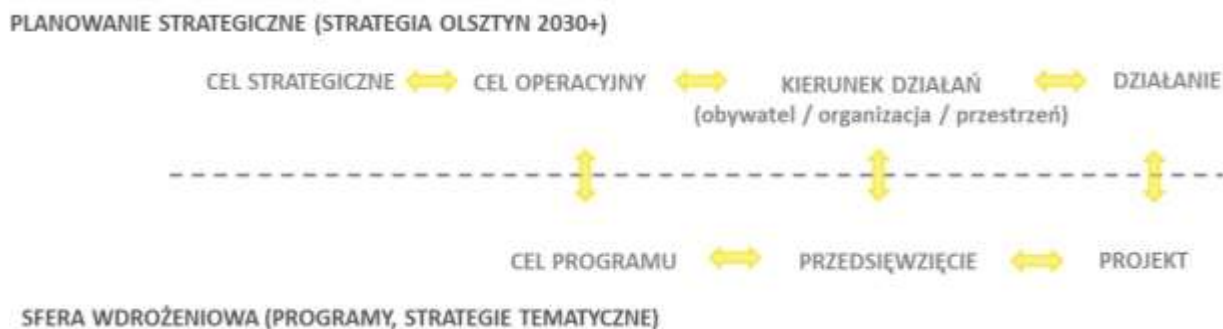 PLANOWANIE STRATEGICZNE (STRATEGIA OLSZTYN 2030+)
CEL STRATEGICZNE CEL OPERACYJNY KIERUNEK DZIAŁAŃ DZIAŁANIE
(obywatel / organizacja / przestrzeń)
CEL PROGRAMU PRZEDSIĘWZIĘCIE PROJEKT
SFERA WDROŻENIOWA (PROGRAMY, STRATEGIE TEMATYCZNE)